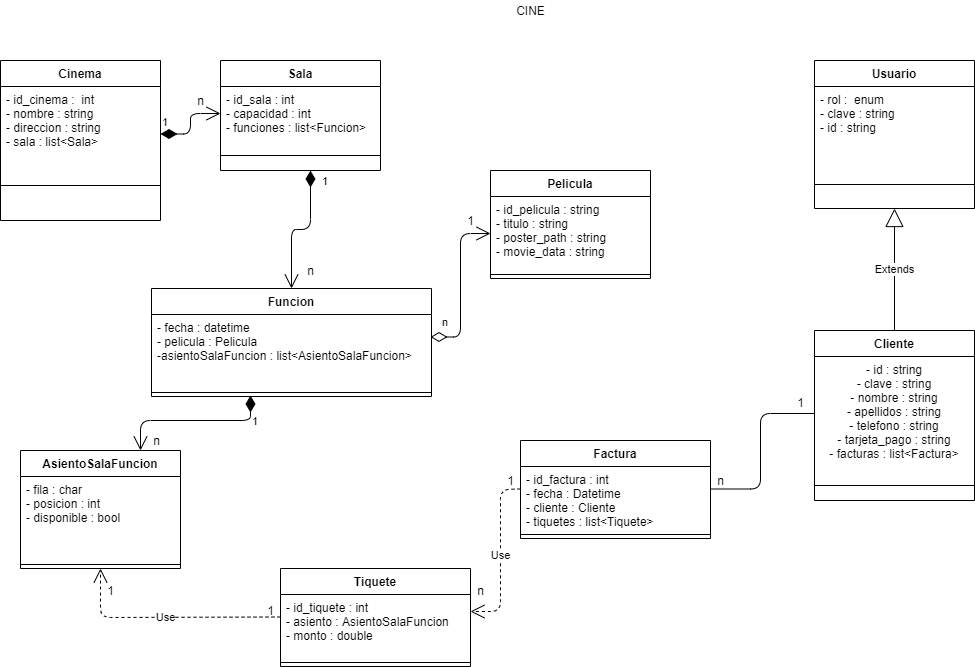 CINE
Cinema
- id_cinema :  int
- nombre : string
- direccion : string
- sala : list<Sala>
1
n
Sala
- id_sala : int
- capacidad : int
- funciones : list<Funcion>
1
n
Usuario
- rol :  enum
- clave : string
- id : string
Extends
Pelicula
- id_pelicula : string
- titulo : string
- poster_path : string
- movie_data : string
1
n
Funcion
- fecha : datetime
- pelicula : Pelicula
-asientoSalaFuncion : list<AsientoSalaFuncion>
1
n
Cliente
- id : string
- clave : string
- nombre : string
- apellidos : string
- telefono : string
- tarjeta_pago : string
- facturas : list<Factura>
1
n
AsientoSalaFuncion
- fila : char
- posicion : int
- disponible : bool
Factura
- id_factura : int
- fecha : Datetime
- cliente : Cliente
- tiquetes : list<Tiquete>
1
Use
n
Tiquete
- id_tiquete : int
- asiento : AsientoSalaFuncion
- monto : double
1
Use
1